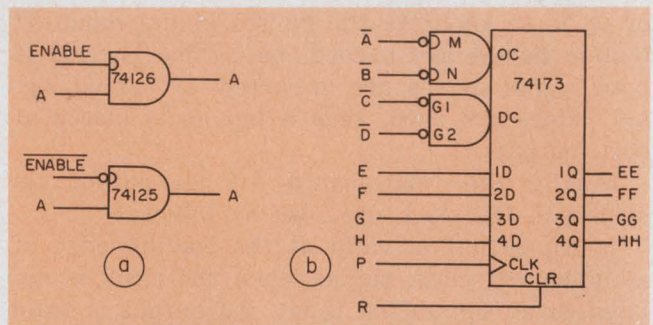 ENABLE
74126
A
A
ENABLE
74125
A
A
a
A̅
M
OC
B̅
N
74173
C̅
G1
DC
D̅
G2
E
1D
1Q
EE
F
2D
2Q
FF
G
3D
3Q
GG
H
4D
4Q
HH
P
CLK
CLR
R
b